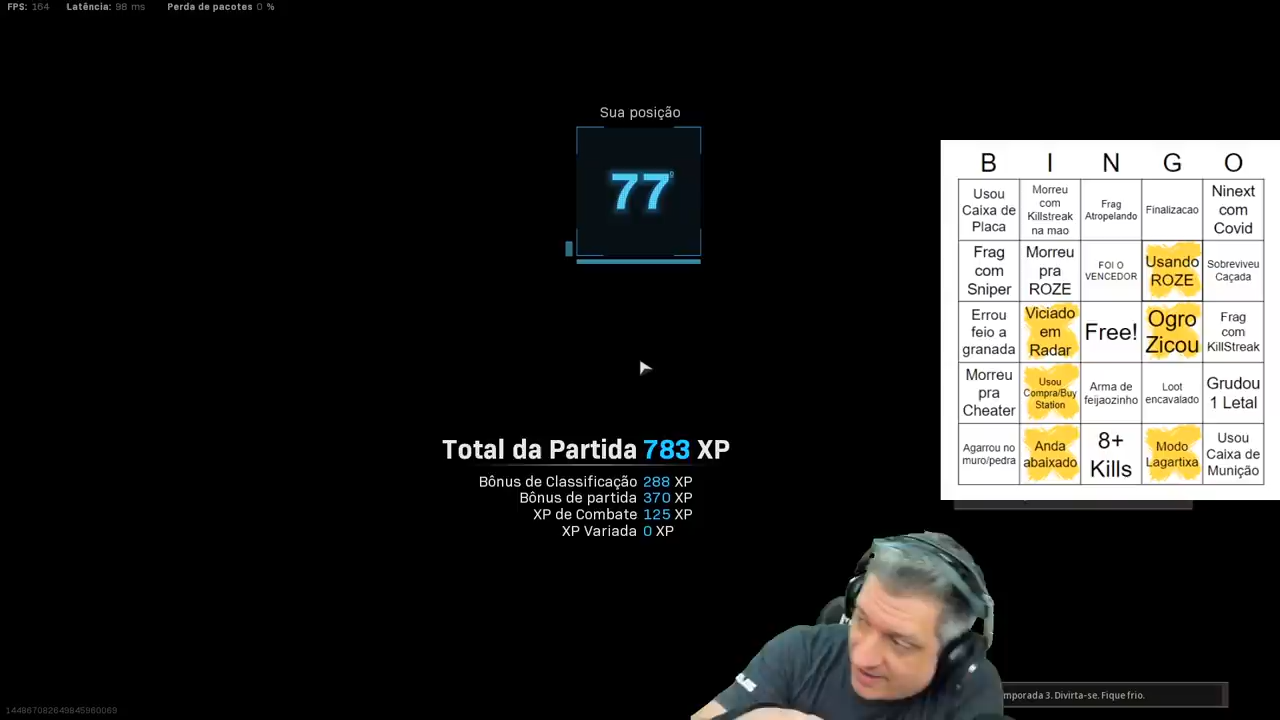 FPS: 164 Latência: 98 ms Perda de pacotes 0 %
Sua posição
77º
Total da Partida 783 XP
Bônus de Classificação 288 XP
Bônus de partida 370 XP
XP de Combate 125 XP
XP Variada 0 XP
B I N G O
Usou
Caixa de
Placa
Morreu
com
Killstreak
na mao
Frag
Atropelando
Finalizacao
Ninext
com
Covid
Frag
com
Sniper
Morreu
pra
ROZE
FOI O
VENCEDOR
Usando
ROZE
Sobreviveu
Caçada
Errou
feio a
granada
Viciado
em
Radar
Free!
Ogro
Zicou
Frag
com
KillStreak
Morreu
pra
Cheater
Usou
Compra/Buy
Station
Arma de
feijaozinho
Loot
encavalado
Grudou
1 Letal
Agarrou no
muro/pedra
Anda
abaixado
8+
Kills
Modo
Lagartixa
Usou
Caixa de
Munição
mporada 3. Divirta-se. Fique frio.